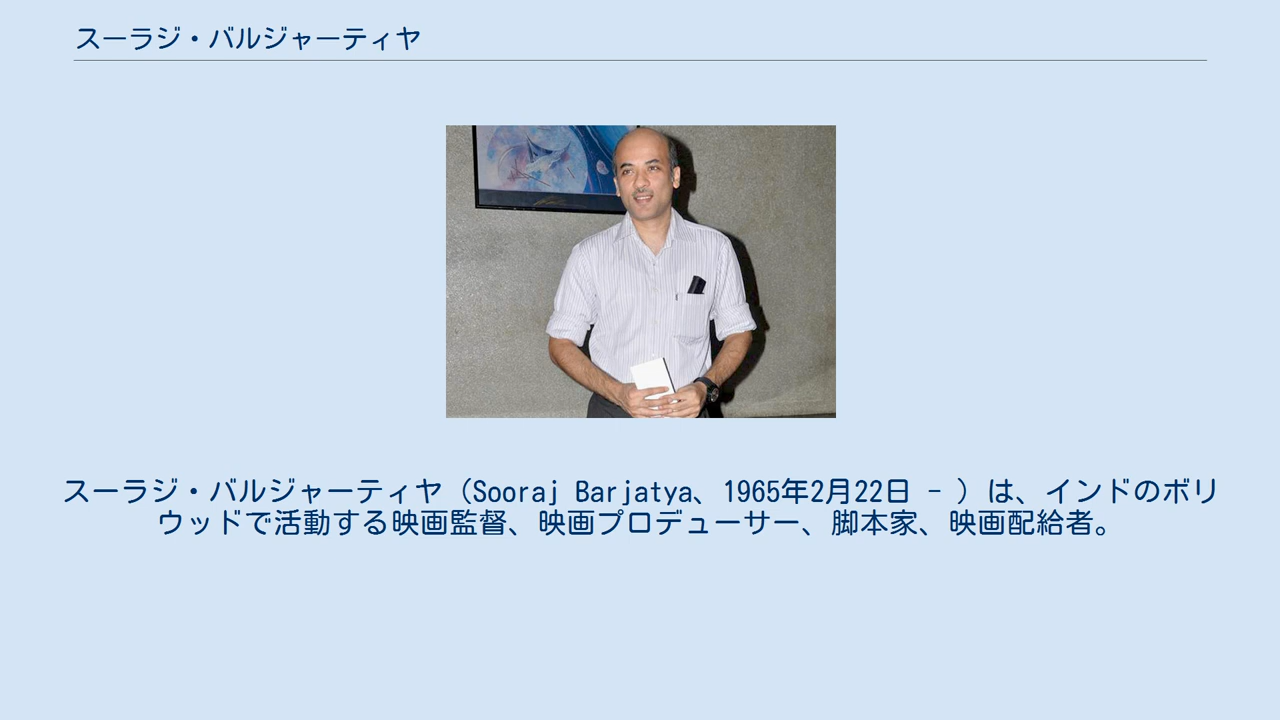 スーラジ・バルジャーティヤ
スーラジ・バルジャーティヤ（Sooraj Barjatya、1965年2月22日 - ）は、インドのボリ
ウッドで活動する映画監督、映画プロデューサー、脚本家、映画配給者。